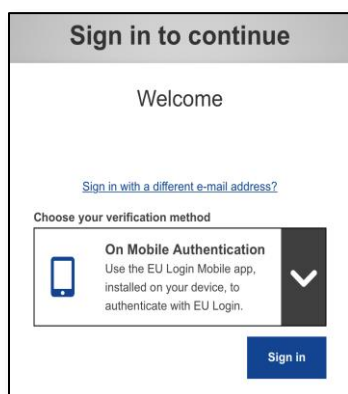 Sign in to continue
Welcome
Sign in with a different e-mail address?
Choose your verification method
On Mobile Authentication
Use the EU Login Mobile app,
installed on your device, to
authenticate with EU Login.
Sign in